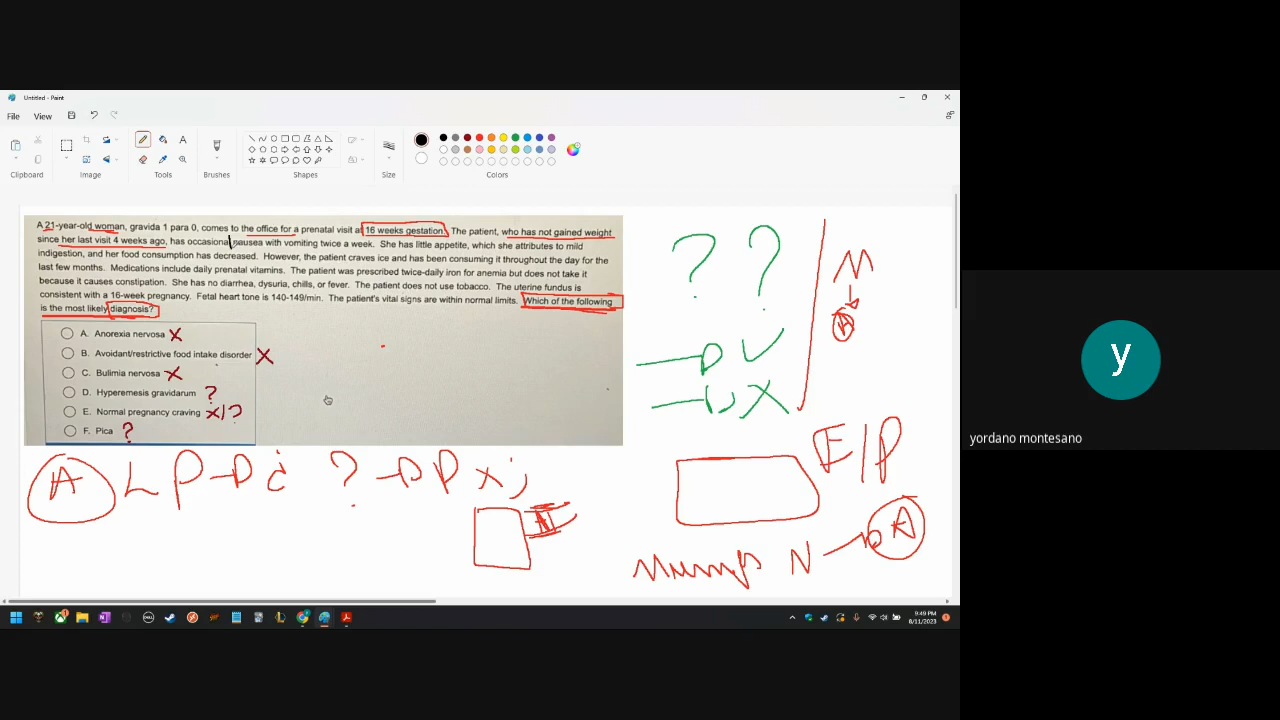 Untitled - Paint
File View
Clipboard
Image
Tools
Brushes
Shapes
Size
Colors
A 21-year-old woman, gravida 1 para 0, comes to the office for a prenatal visit at 16 weeks gestation. The patient, who has not gained weight
since her last visit 4 weeks ago, has occasional nausea with vomiting twice a week. She has little appetite, which she attributes to mild
indigestion, and her food consumption has decreased. However, the patient craves ice and has been consuming it throughout the day for the
last few months. Medications include daily prenatal vitamins. The patient was prescribed twice-daily iron for anemia but does not take it
because it causes constipation. She has no diarrhea, dysuria, chills, or fever. The patient does not use tobacco. The uterine fundus is
consistent with a 16-week pregnancy. Fetal heart tone is 140-149/min. The patient's vital signs are within normal limits. Which of the following
is the most likely diagnosis?
A. Anorexia nervosa X
B. Avoidant/restrictive food intake disorder X
C. Bulimia nervosa X
D. Hyperemesis gravidarum ?
E. Normal pregnancy craving X/?
F. Pica ?
? ?
M
A
E/P
A
N
A
yordano montesano
y
9:49 PM
8/11/2023